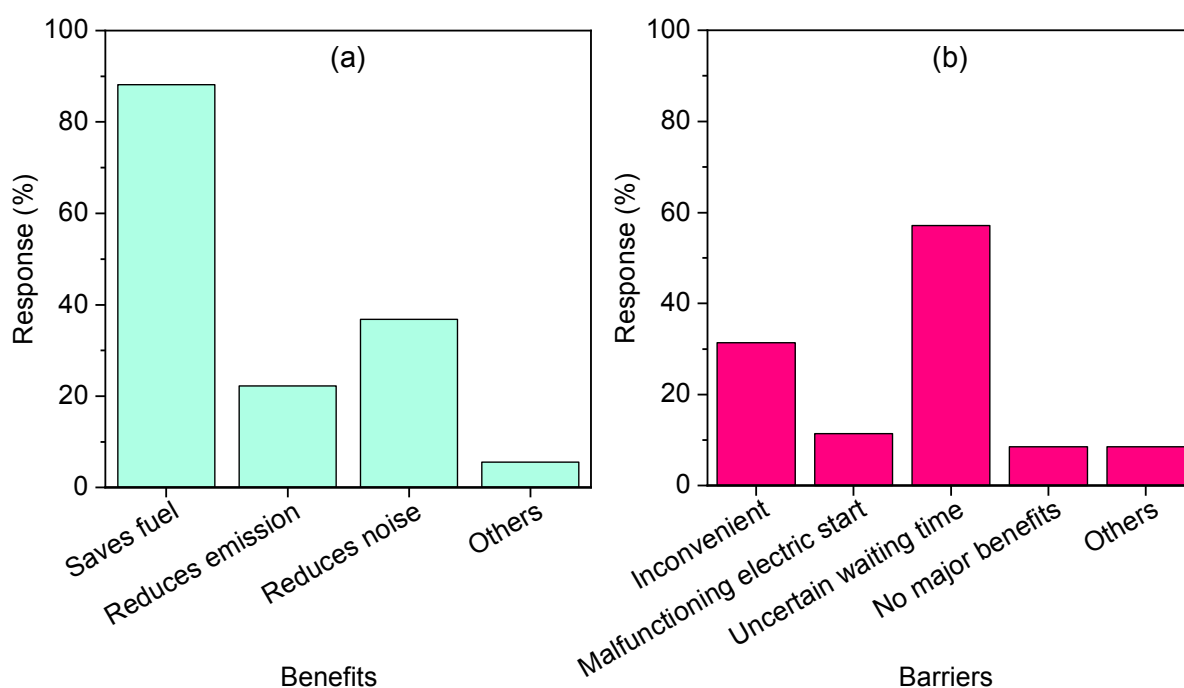 (a)
Response (%)
100
80
60
40
20
0
Saves fuel
Reduces emission
Reduces noise
Others
Benefits
(b)
Response (%)
100
80
60
40
20
0
Inconvenient
Malfunctioning electric start
Uncertain waiting time
No major benefits
Others
Barriers